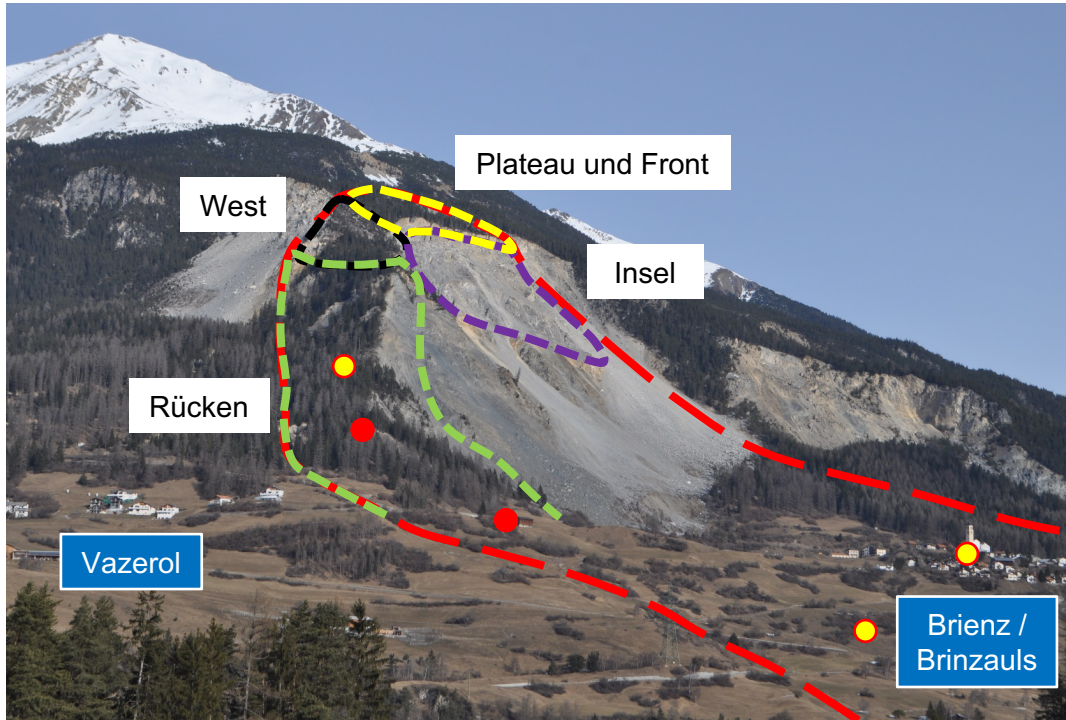 Plateau und Front
West
Insel
Rücken
Vazerol
Brienz /
Brinzauls